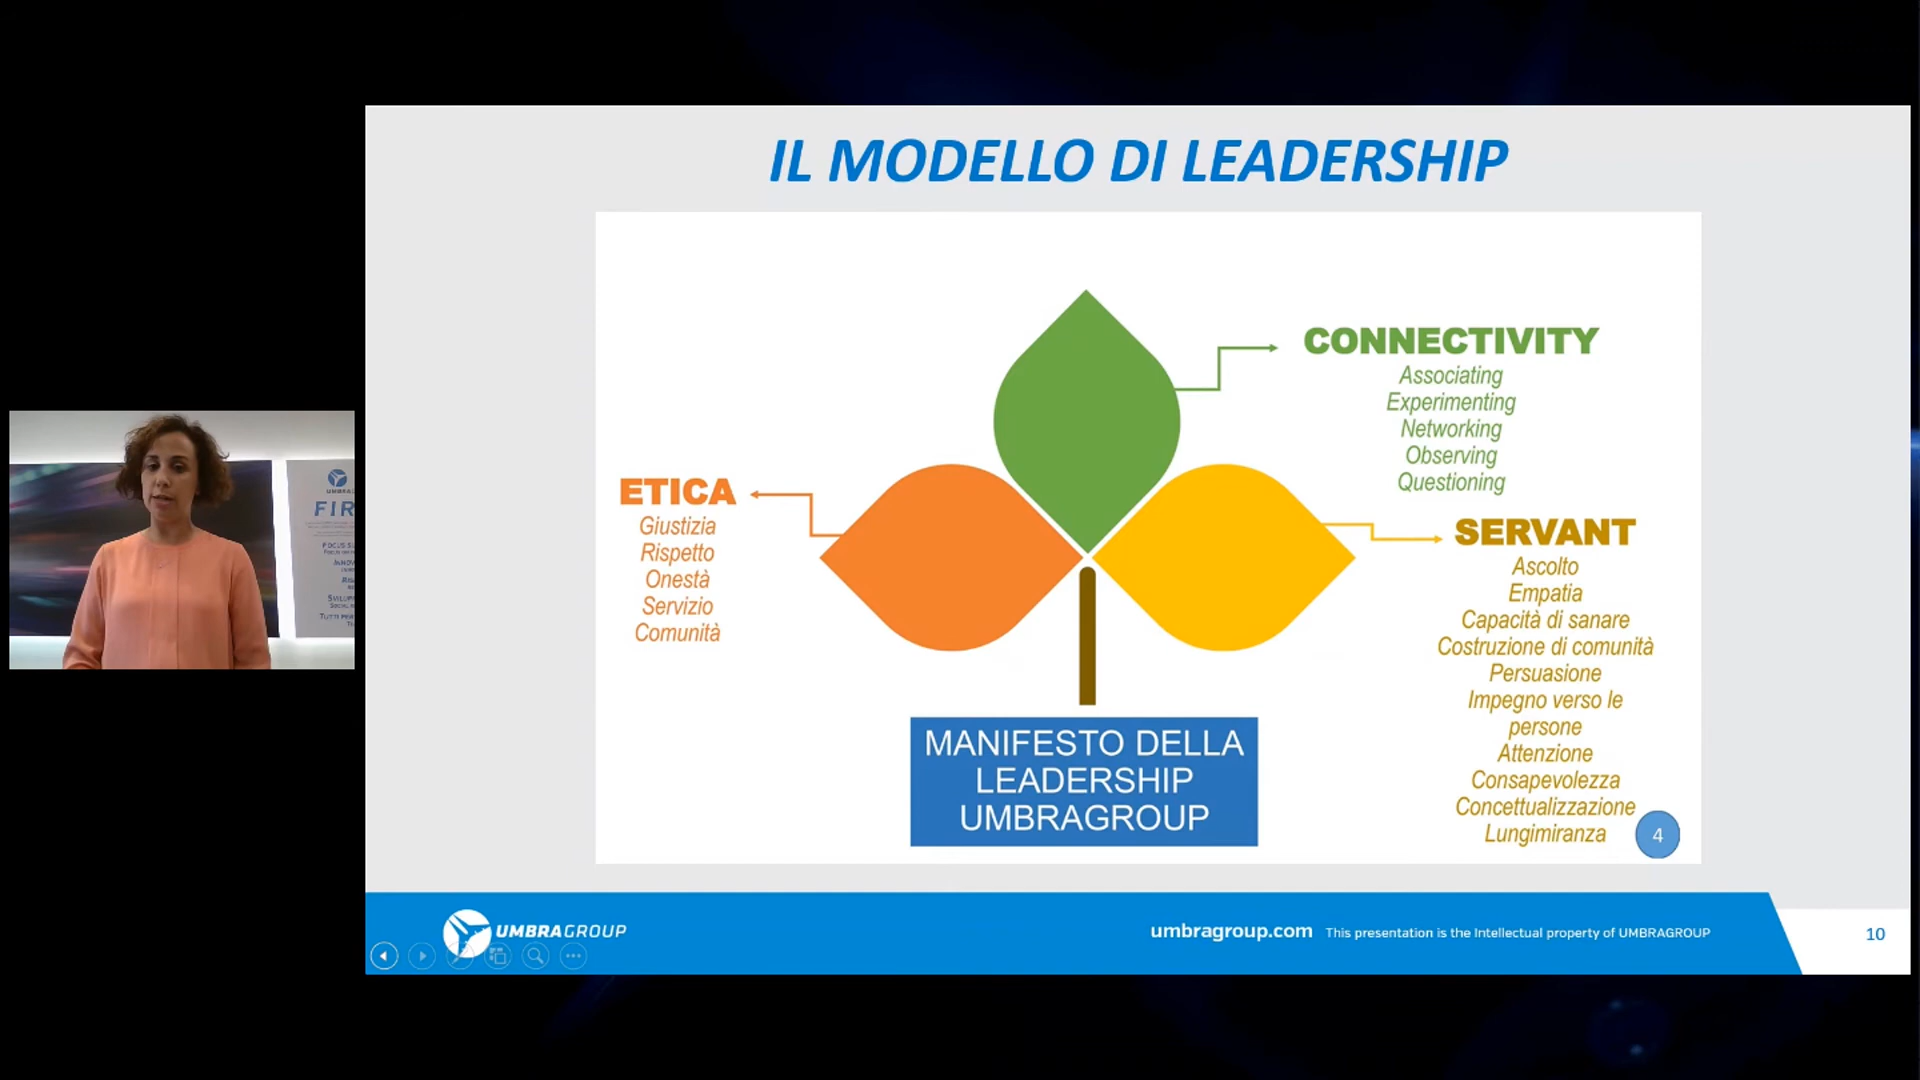 IL MODELLO DI LEADERSHIP
CONNECTIVITY
Associating
Experimenting
Networking
Observing
Questioning
ETICA
Giustizia
Rispetto
Onestà
Servizio
Comunità
SERVANT
Ascolto
Empatia
Capacità di sanare
Costruzione di comunità
Persuasione
Impegno verso le
persone
Attenzione
Consapevolezza
Concettualizzazione
Lungimiranza
4
MANIFESTO DELLA
LEADERSHIP
UMBRAGROUP
UMBRAGROUP
umbragroup.com This presentation is the Intellectual property of UMBRAGROUP
10
UMBRA
FIR